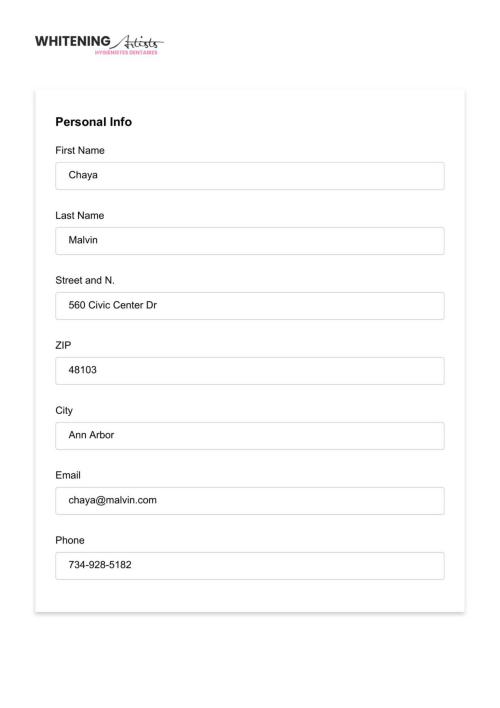 WHITENING Artists
HYGIÉNISTES DENTAIRES
Personal Info
First Name
Chaya
Last Name
Malvin
Street and N.
560 Civic Center Dr
ZIP
48103
City
Ann Arbor
Email
chaya@malvin.com
Phone
734-928-5182